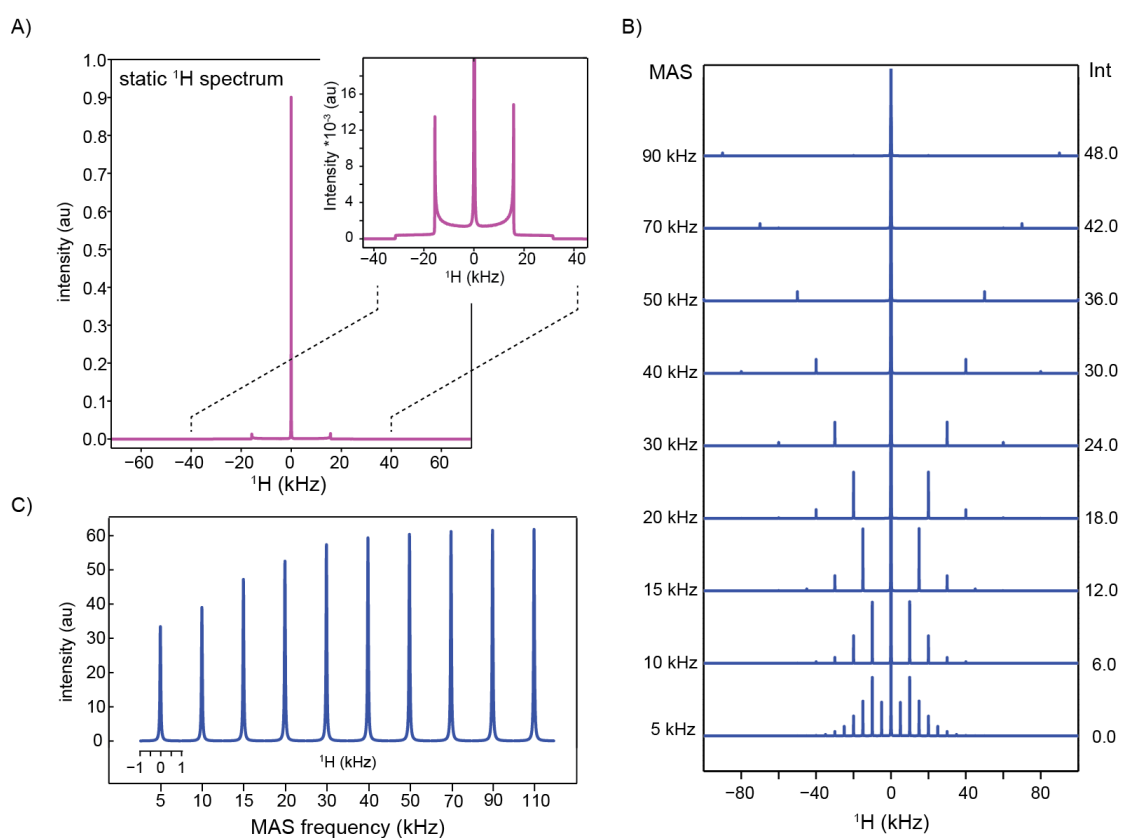 A)
static ¹H spectrum
1.0
0.9
0.8
0.7
0.6
0.5
0.4
0.3
0.2
0.1
0.0
intensity (au)
−60 −40 −20 0 20 40 60
¹H (kHz)
16
12
8
4
0
Intensity *10⁻³ (au)
−40 −20 0 20 40
¹H (kHz)
B)
MAS Int
90 kHz 48.0
70 kHz 42.0
50 kHz 36.0
40 kHz 30.0
30 kHz 24.0
20 kHz 18.0
15 kHz 12.0
10 kHz 6.0
5 kHz 0.0
−80 −40 0 40 80
¹H (kHz)
C)
60
50
40
30
20
10
0
intensity (au)
−1 0 1
¹H (kHz)
5 10 15 20 30 40 50 70 90 110
MAS frequency (kHz)